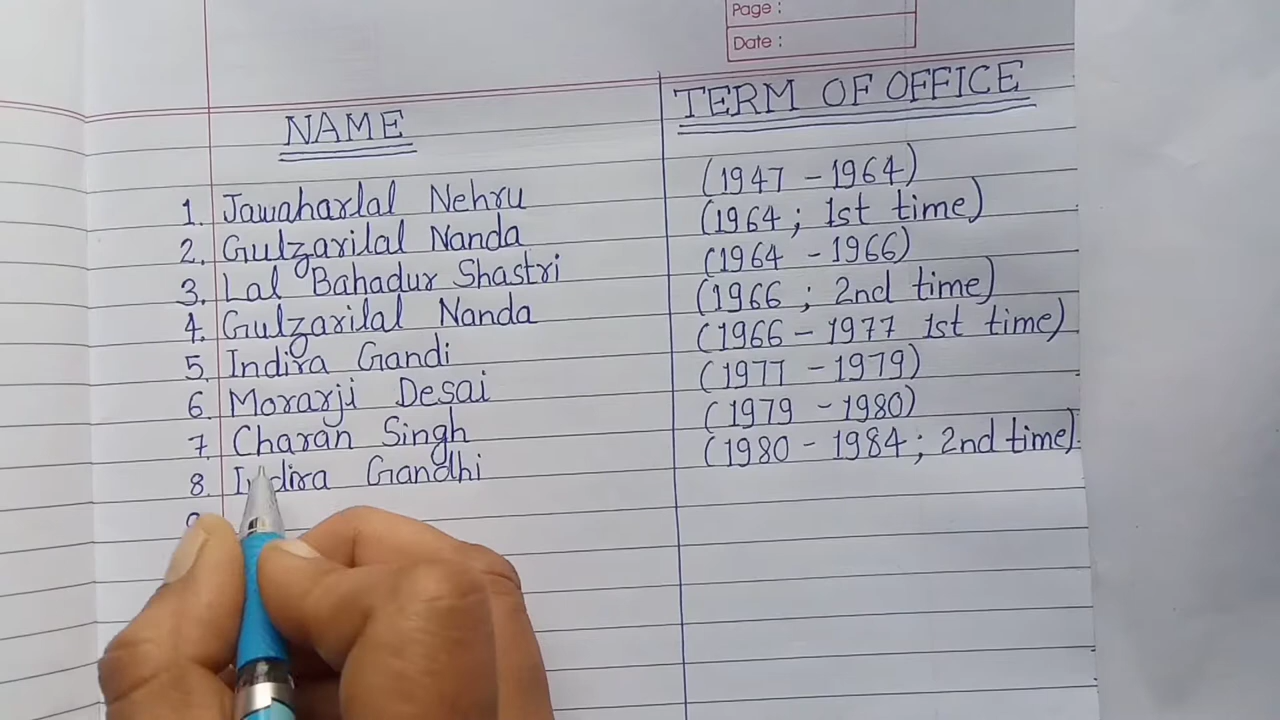 Page :
Date :
NAME TERM OF OFFICE
1. Jawaharlal Nehru (1947 - 1964)
2. Gulzarilal Nanda (1964 ; 1st time)
3. Lal Bahadur Shastri (1964 - 1966)
4. Gulzarilal Nanda (1966 ; 2nd time)
5. Indira Gandi (1966 - 1977 1st time)
6. Morarji Desai (1977 - 1979)
7. Charan Singh (1979 - 1980)
8. Indira Gandhi (1980 - 1984 ; 2nd time)